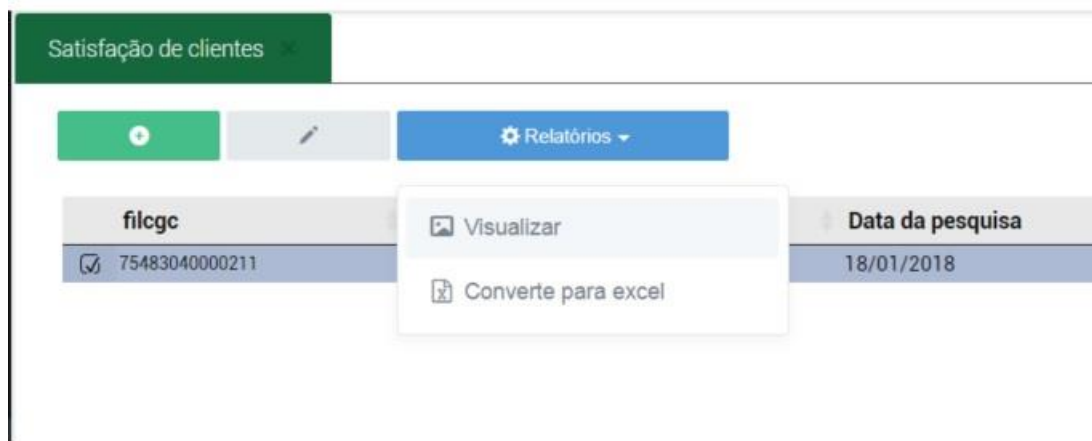 Satisfação de clientes ×
Relatórios
filcgc Data da pesquisa
Visualizar
75483040000211 18/01/2018
Converte para excel